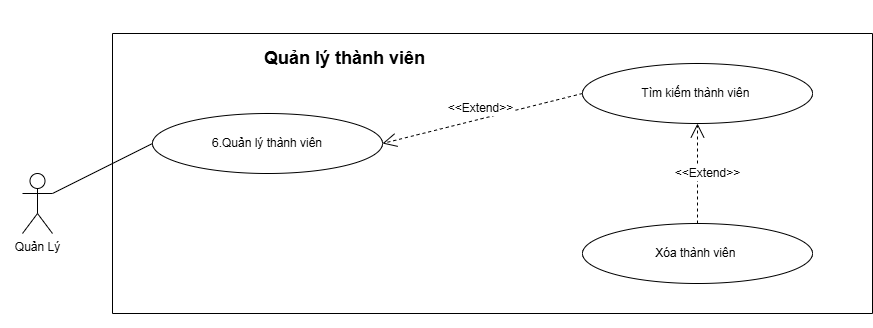 Quản lý thành viên
Tìm kiếm thành viên
<<Extend>>
6.Quản lý thành viên
<<Extend>>
Quản Lý
Xóa thành viên